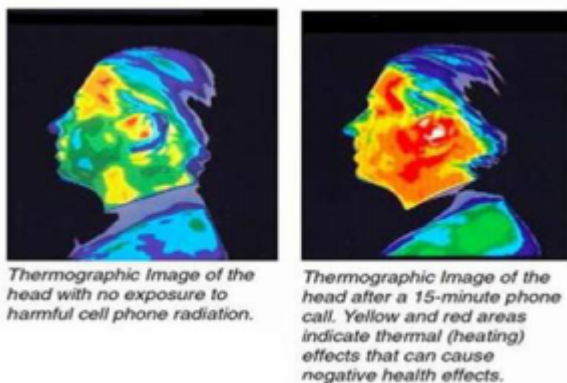 Thermographic Image of the
head with no exposure to
harmful cell phone radiation.
Thermographic Image of the
head after a 15-minute phone
call. Yellow and red areas
indicate thermal (heating)
effects that can cause
negative health effects.